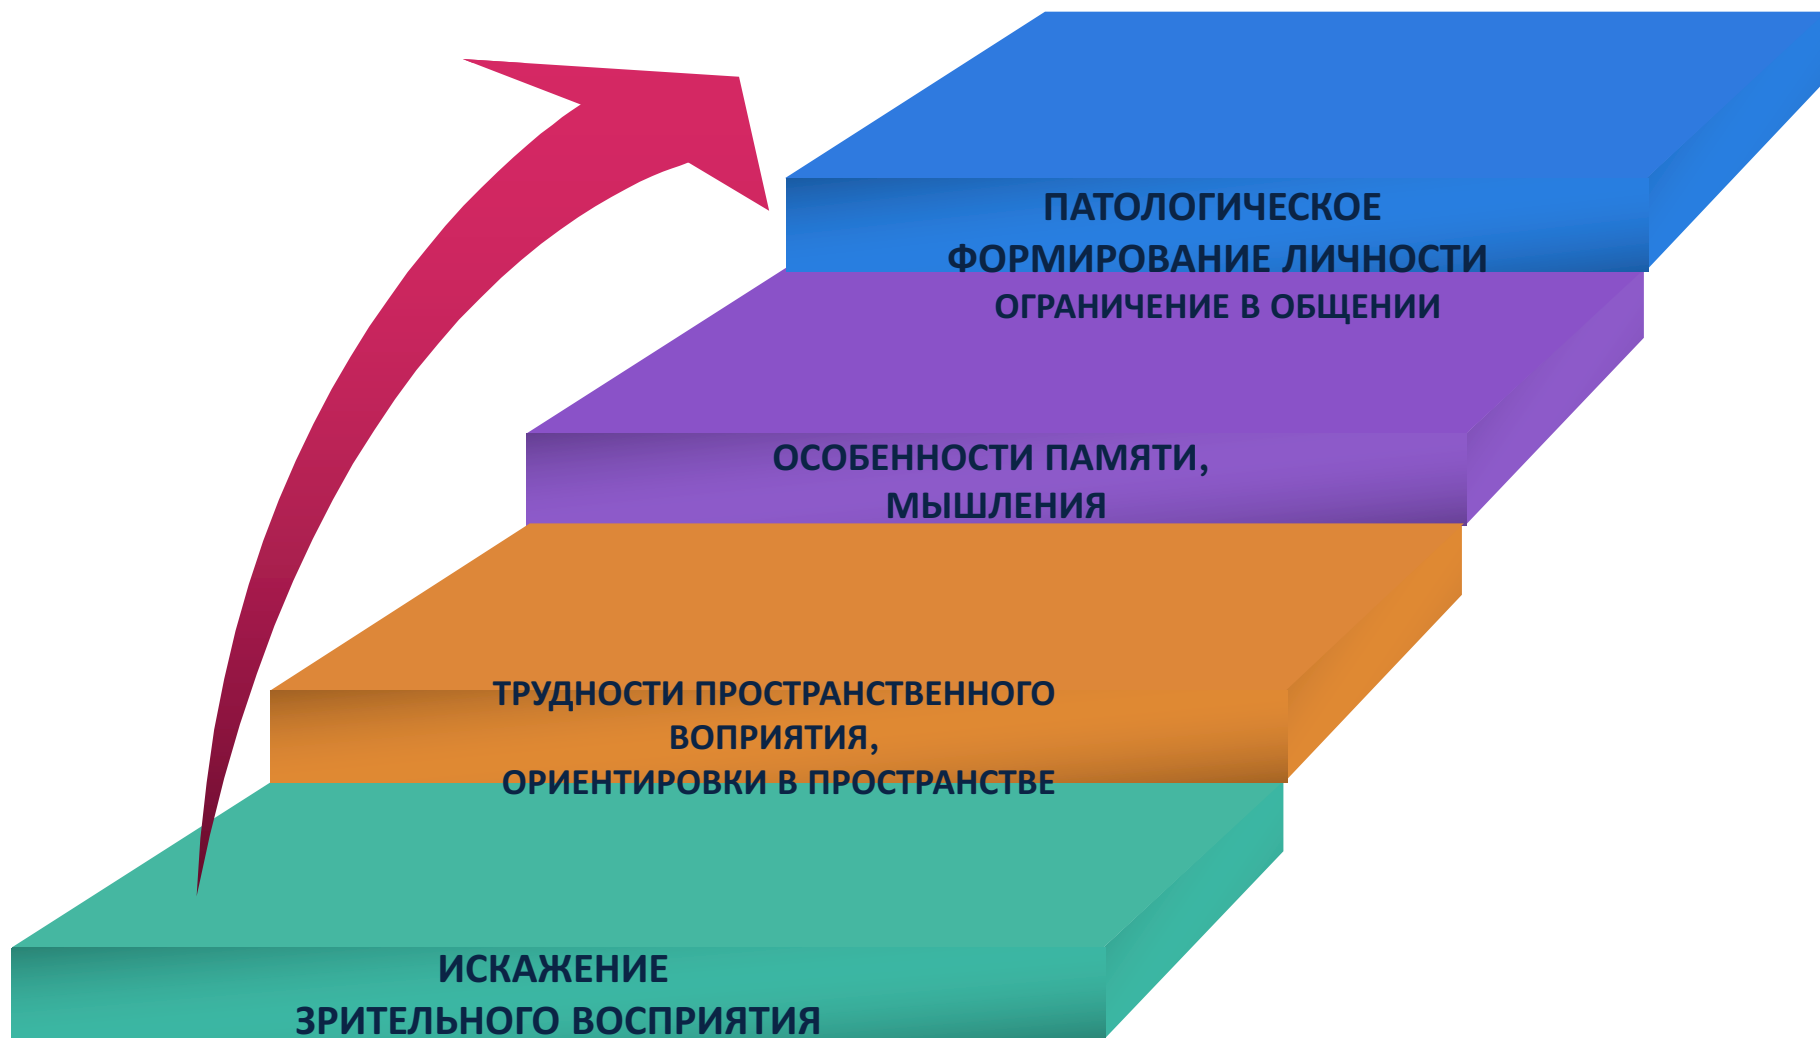 ПАТОЛОГИЧЕСКОЕ
ФОРМИРОВАНИЕ ЛИЧНОСТИ
ОГРАНИЧЕНИЕ В ОБЩЕНИИ
ОСОБЕННОСТИ ПАМЯТИ,
МЫШЛЕНИЯ
ТРУДНОСТИ ПРОСТРАНСТВЕННОГО
ВОПРИЯТИЯ,
ОРИЕНТИРОВКИ В ПРОСТРАНСТВЕ
ИСКАЖЕНИЕ
ЗРИТЕЛЬНОГО ВОСПРИЯТИЯ